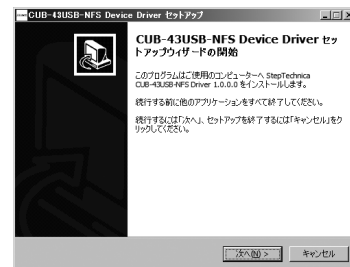 CUB-43USB-NFS Device Driver セットアップ
CUB-43USB-NFS Device Driver セッ
トアップウィザードの開始
このプログラムはご使用のコンピューターへ StepTechnica
CUB-43USB-NFS Driver 1.0.0.0 をインストールします。
続行する前に他のアプリケーションをすべて終了してください。
続行するには「次へ」、セットアップを終了するには「キャンセル」をク
リックしてください。
次へ(N) >
キャンセル